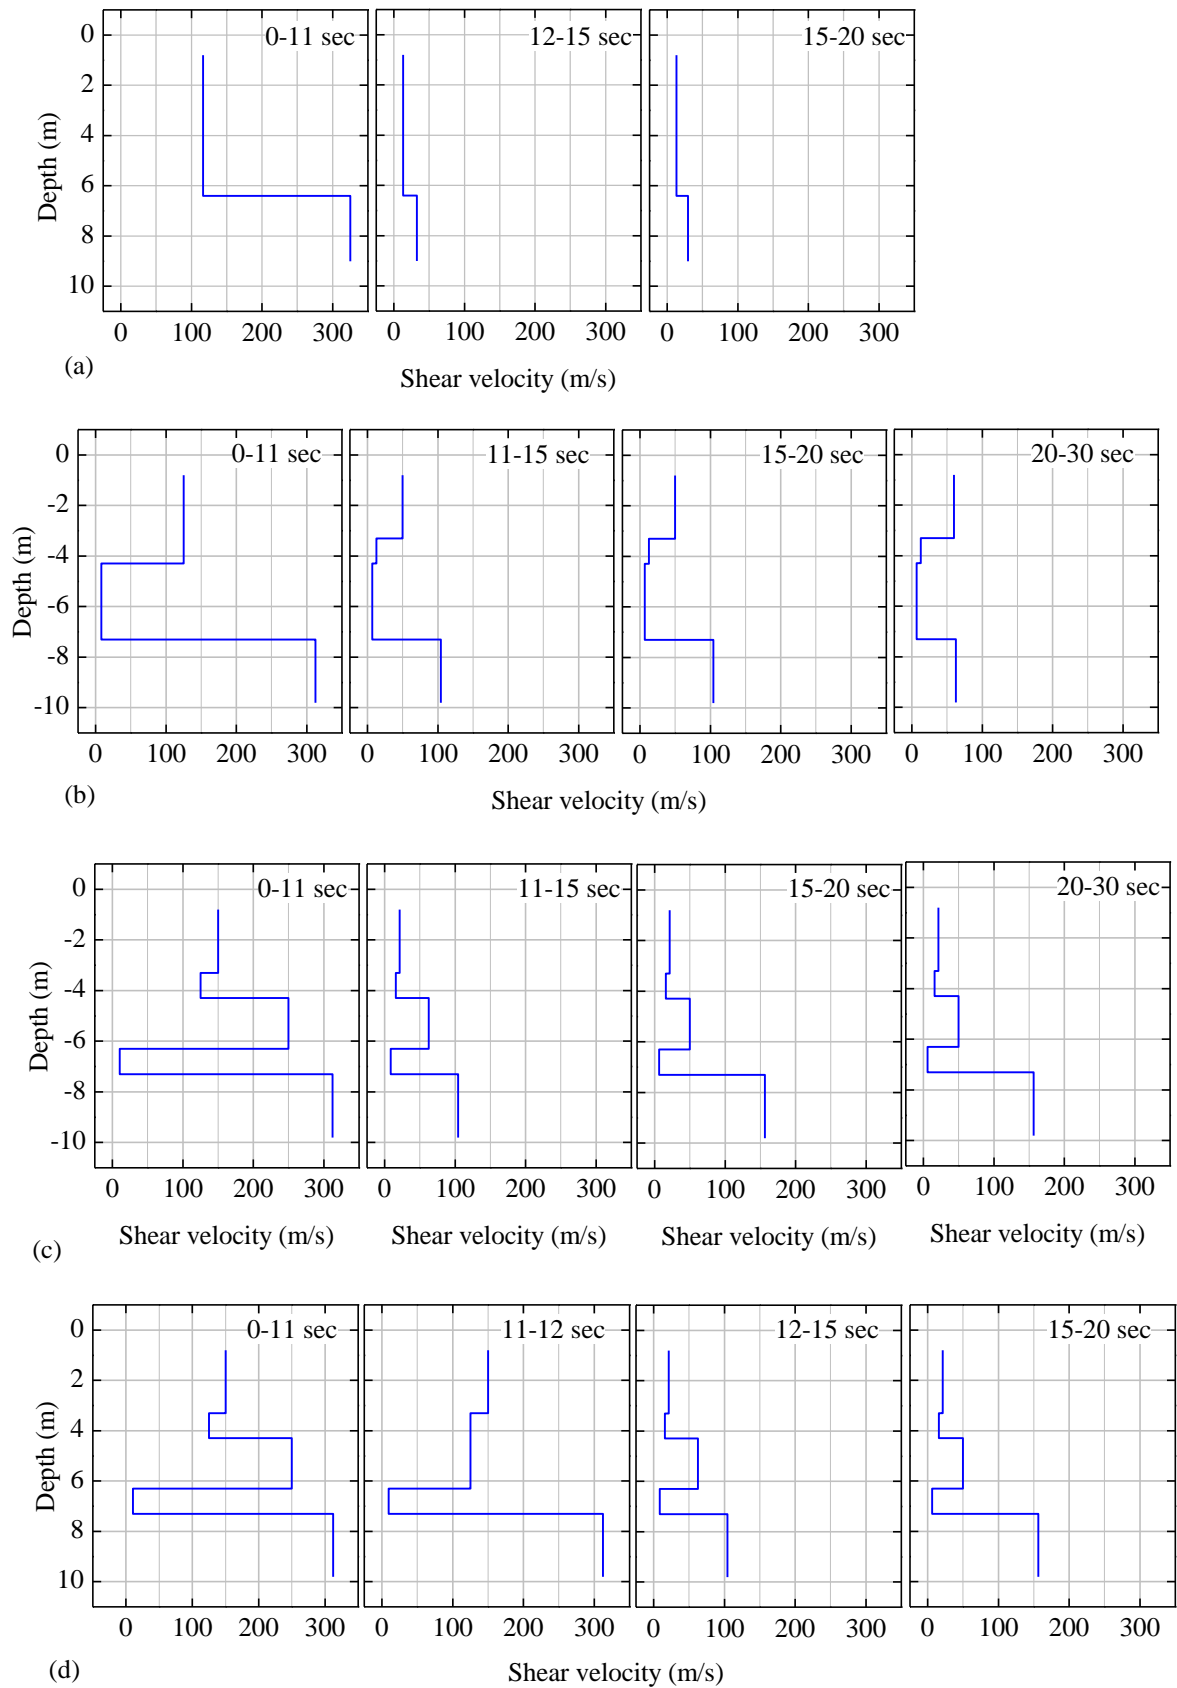 0-11 sec 12-15 sec 15-20 sec
0
2
4
6
8
10
Depth (m)
0 100 200 300 0 100 200 300 0 100 200 300
(a)
Shear velocity (m/s)
0-11 sec 11-15 sec 15-20 sec 20-30 sec
0
-2
-4
-6
-8
-10
Depth (m)
0 100 200 300 0 100 200 300 0 100 200 300 0 100 200 300
(b)
Shear velocity (m/s)
0-11 sec 11-15 sec 15-20 sec 20-30 sec
0
-2
-4
-6
-8
-10
Depth (m)
0 100 200 300 0 100 200 300 0 100 200 300 0 100 200 300
(c)
Shear velocity (m/s) Shear velocity (m/s) Shear velocity (m/s) Shear velocity (m/s)
0-11 sec 11-12 sec 12-15 sec 15-20 sec
0
2
4
6
8
10
Depth (m)
0 100 200 300 0 100 200 300 0 100 200 300 0 100 200 300
(d)
Shear velocity (m/s)